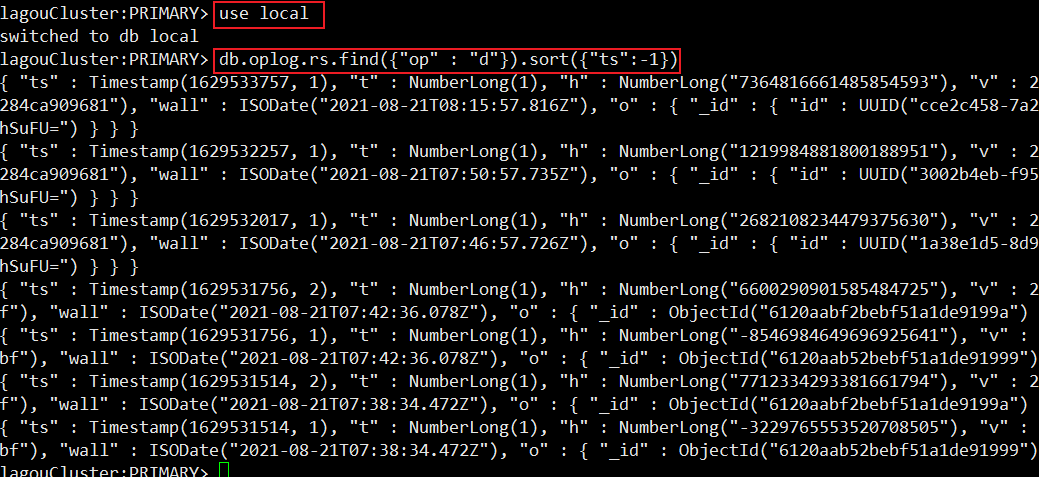 lagouCluster:PRIMARY> use local
switched to db local
lagouCluster:PRIMARY> db.oplog.rs.find({"op" : "d"}).sort({"ts":-1})
{ "ts" : Timestamp(1629533757, 1), "t" : NumberLong(1), "h" : NumberLong("7364816661485854593"), "v" : 2
284ca909681"), "wall" : ISODate("2021-08-21T08:15:57.816Z"), "o" : { "_id" : { "id" : UUID("cce2c458-7a2
hSuFU=") } } }
{ "ts" : Timestamp(1629532257, 1), "t" : NumberLong(1), "h" : NumberLong("1219984881800188951"), "v" : 2
284ca909681"), "wall" : ISODate("2021-08-21T07:50:57.735Z"), "o" : { "_id" : { "id" : UUID("3002b4eb-f95
hSuFU=") } } }
{ "ts" : Timestamp(1629532017, 1), "t" : NumberLong(1), "h" : NumberLong("2682108234479375630"), "v" : 2
284ca909681"), "wall" : ISODate("2021-08-21T07:46:57.726Z"), "o" : { "_id" : { "id" : UUID("1a38e1d5-8d9
hSuFU=") } } }
{ "ts" : Timestamp(1629531756, 2), "t" : NumberLong(1), "h" : NumberLong("6600290901585484725"), "v" : 2
f"), "wall" : ISODate("2021-08-21T07:42:36.078Z"), "o" : { "_id" : ObjectId("6120aabf2bebf51a1de9199a")
{ "ts" : Timestamp(1629531756, 1), "t" : NumberLong(1), "h" : NumberLong("-8546984649696925641"), "v" :
bf"), "wall" : ISODate("2021-08-21T07:42:36.078Z"), "o" : { "_id" : ObjectId("6120aab52bebf51a1de91999")
{ "ts" : Timestamp(1629531514, 2), "t" : NumberLong(1), "h" : NumberLong("7712334293381661794"), "v" : 2
f"), "wall" : ISODate("2021-08-21T07:38:34.472Z"), "o" : { "_id" : ObjectId("6120aabf2bebf51a1de9199a")
{ "ts" : Timestamp(1629531514, 1), "t" : NumberLong(1), "h" : NumberLong("-3229765553520708505"), "v" :
bf"), "wall" : ISODate("2021-08-21T07:38:34.472Z"), "o" : { "_id" : ObjectId("6120aab52bebf51a1de91999")
lagouCluster:PRIMARY>